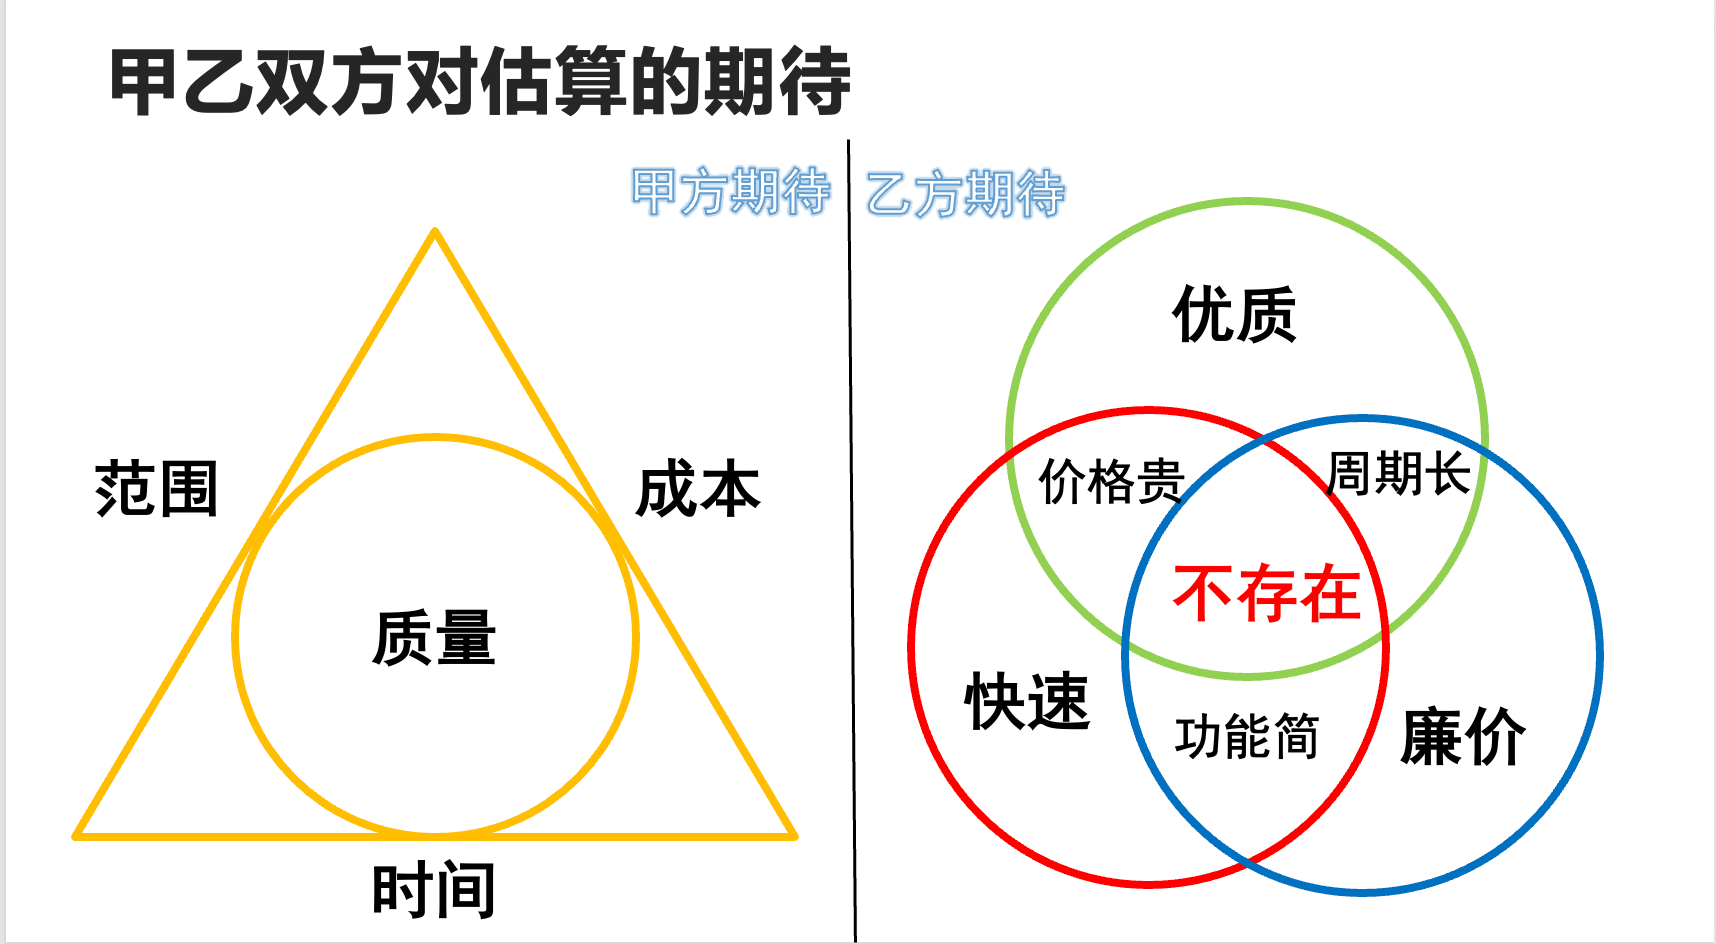 甲乙双方对估算的期待
甲方期待
乙方期待
范围
成本
质量
时间
优质
价格贵
周期长
不存在
快速
功能简
廉价